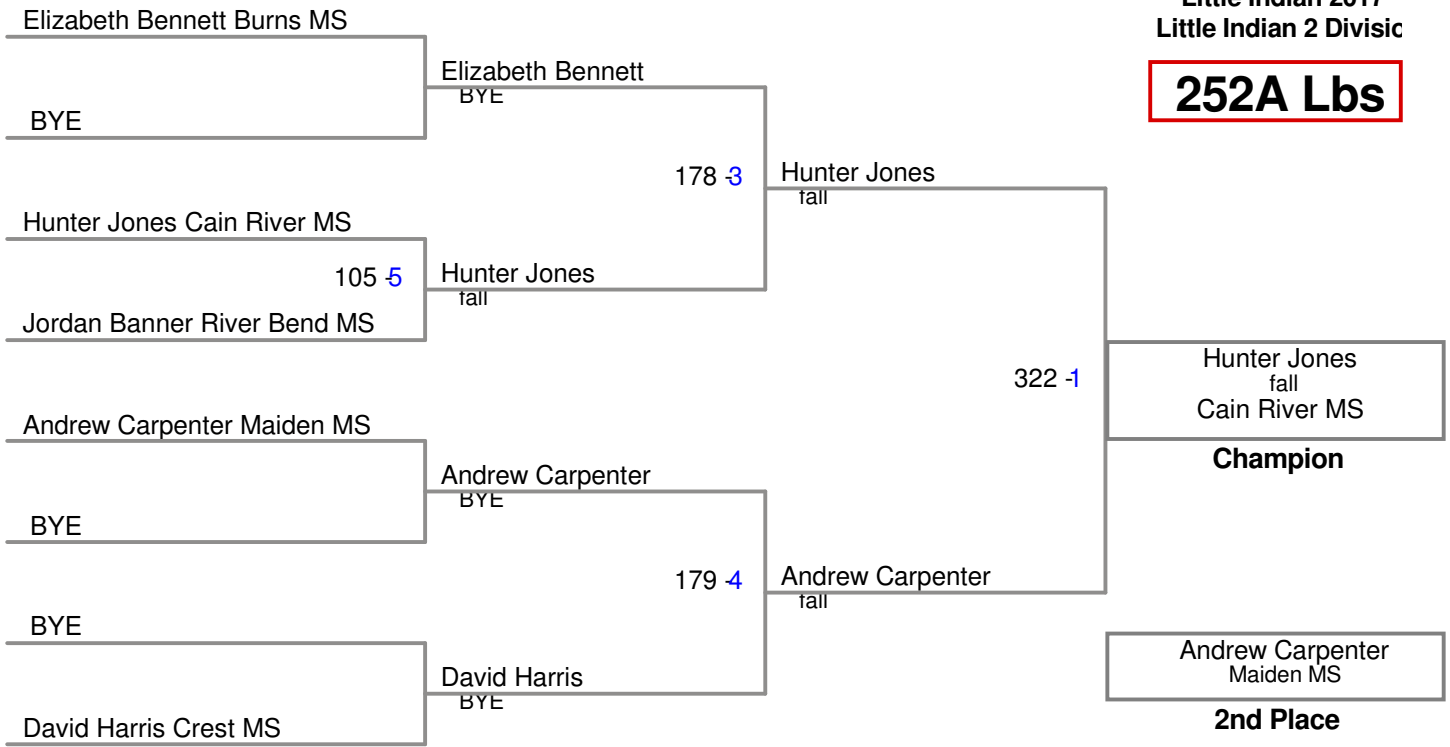 Little Indian 2017
Little Indian 2 Divisio
252A Lbs
Elizabeth Bennett Burns MS
BYE
Hunter Jones Cain River MS
105 -5
Jordan Banner River Bend MS
Andrew Carpenter Maiden MS
BYE
BYE
David Harris Crest MS
Elizabeth Bennett
BYE
178 -3
Hunter Jones
fall
Andrew Carpenter
BYE
179 -4
David Harris
BYE
Hunter Jones
fall
322 -1
Andrew Carpenter
fall
Hunter Jones
fall
Cain River MS
Champion
Andrew Carpenter
Maiden MS
2nd Place